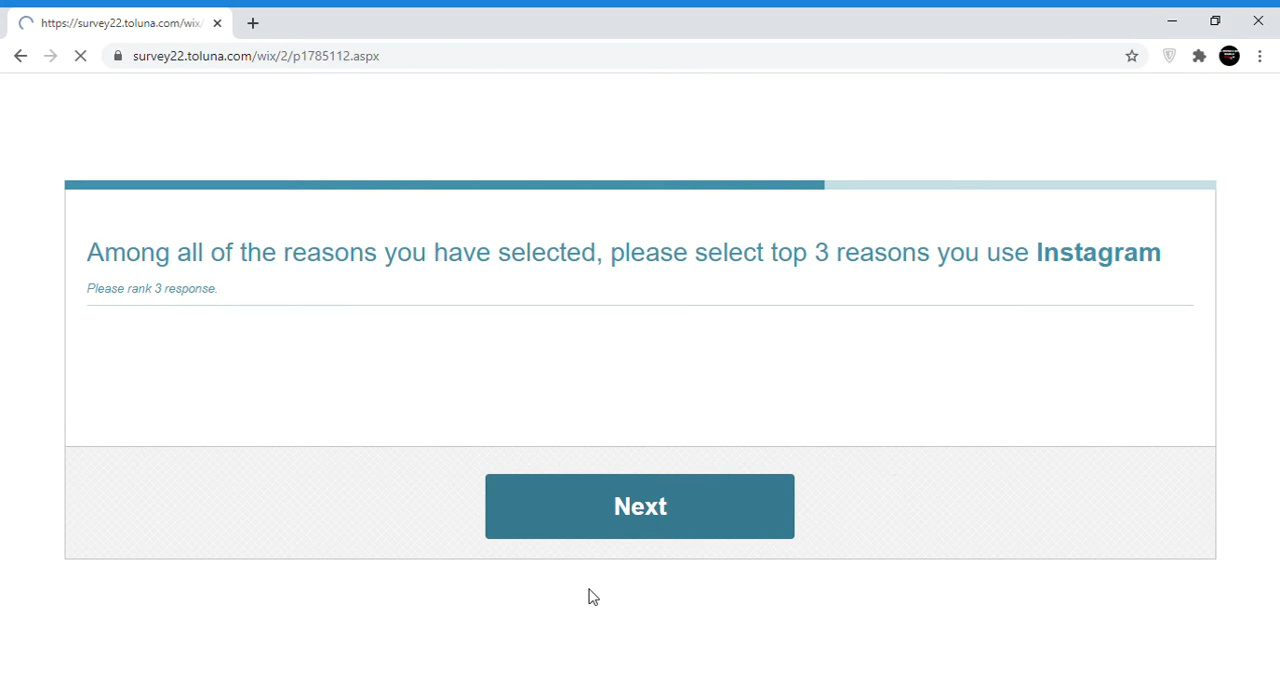 https://survey22.toluna.com/wix/
survey22.toluna.com/wix/2/p1785112.aspx
Among all of the reasons you have selected, please select top 3 reasons you use Instagram
Please rank 3 response.
Next